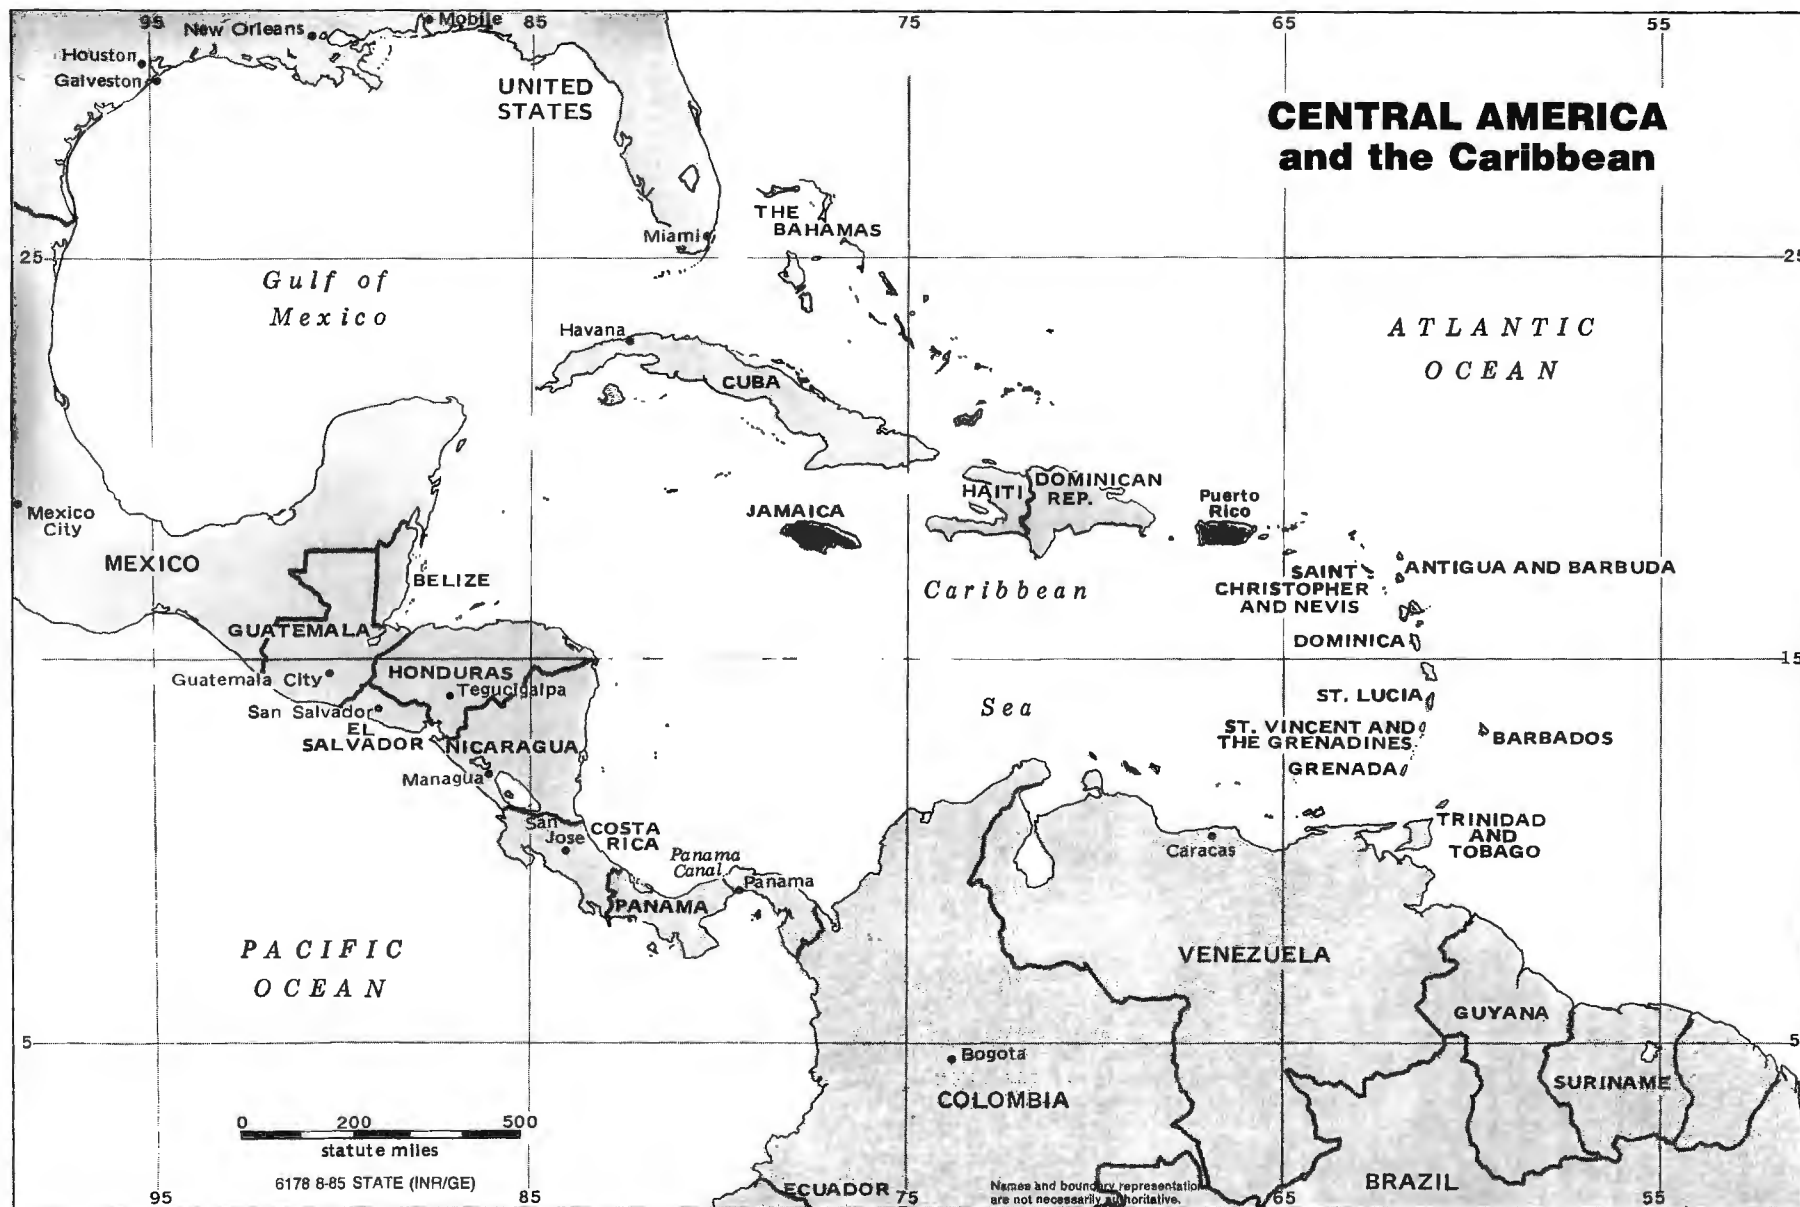 95
85
75
65
55
New Orleans
Mobile
Houston
Galveston
UNITED
STATES
CENTRAL AMERICA
and the Caribbean
THE
BAHAMAS
Miami
25
25
Gulf of
Mexico
Havana
ATLANTIC
OCEAN
CUBA
HAITI
DOMINICAN
REP.
Puerto
Rico
JAMAICA
Mexico
City
MEXICO
BELIZE
Caribbean
SAINT
CHRISTOPHER
AND NEVIS
ANTIGUA AND BARBUDA
GUATEMALA
DOMINICA
15
HONDURAS
Guatemala City
Tegucigalpa
San Salvador
EL
SALVADOR
NICARAGUA
Sea
ST. LUCIA
ST. VINCENT AND
THE GRENADINES
BARBADOS
GRENADA
Managua
San
Jose
COSTA
RICA
TRINIDAD
AND
TOBAGO
Caracas
Panama
Canal
Panama
PANAMA
PACIFIC
OCEAN
VENEZUELA
GUYANA
5
5
Bogota
SURINAME
COLOMBIA
0 200 500
statute miles
6178 8-85 STATE (INR/GE)
BRAZIL
ECUADOR
Names and boundary representation
are not necessarily authoritative.
95
85
75
65
55